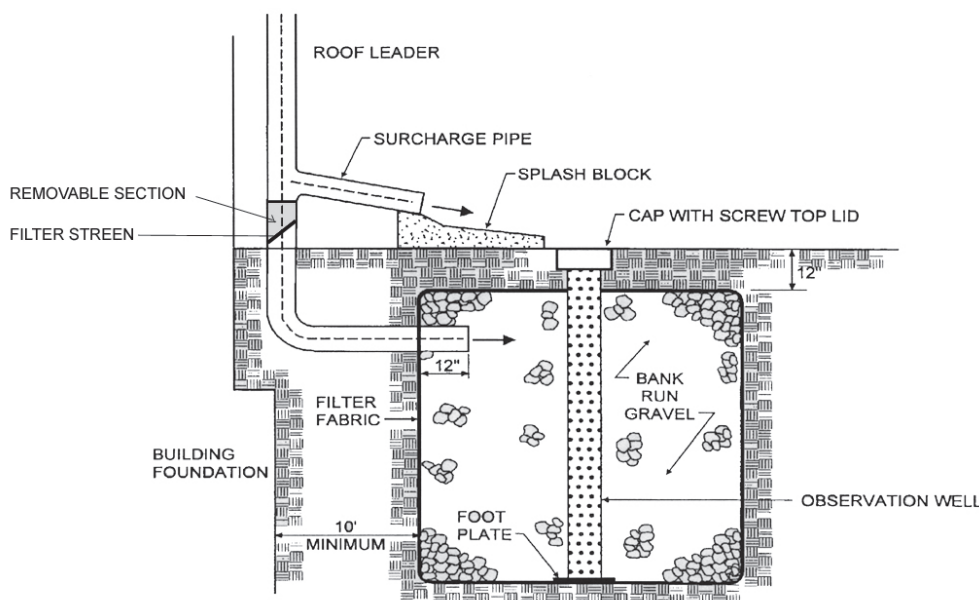 ROOF LEADER
SURCHARGE PIPE
SPLASH BLOCK
REMOVABLE SECTION
CAP WITH SCREW TOP LID
FILTER STREEN
12"
12"
BANK
RUN
GRAVEL
FILTER
FABRIC
BUILDING
FOUNDATION
OBSERVATION WELL
FOOT
PLATE
10'
MINIMUM